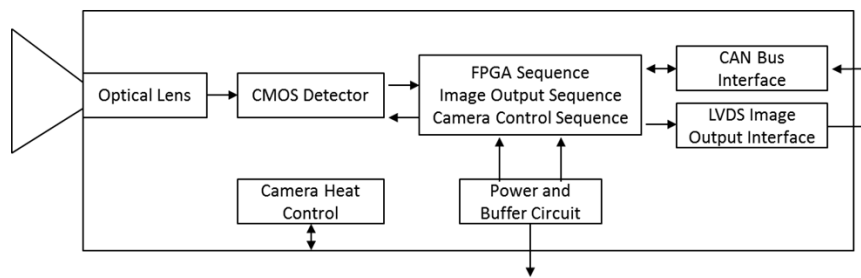 Optical Lens
CMOS Detector
FPGA Sequence
Image Output Sequence
Camera Control Sequence
CAN Bus
Interface
LVDS Image
Output Interface
Camera Heat
Control
Power and
Buffer Circuit